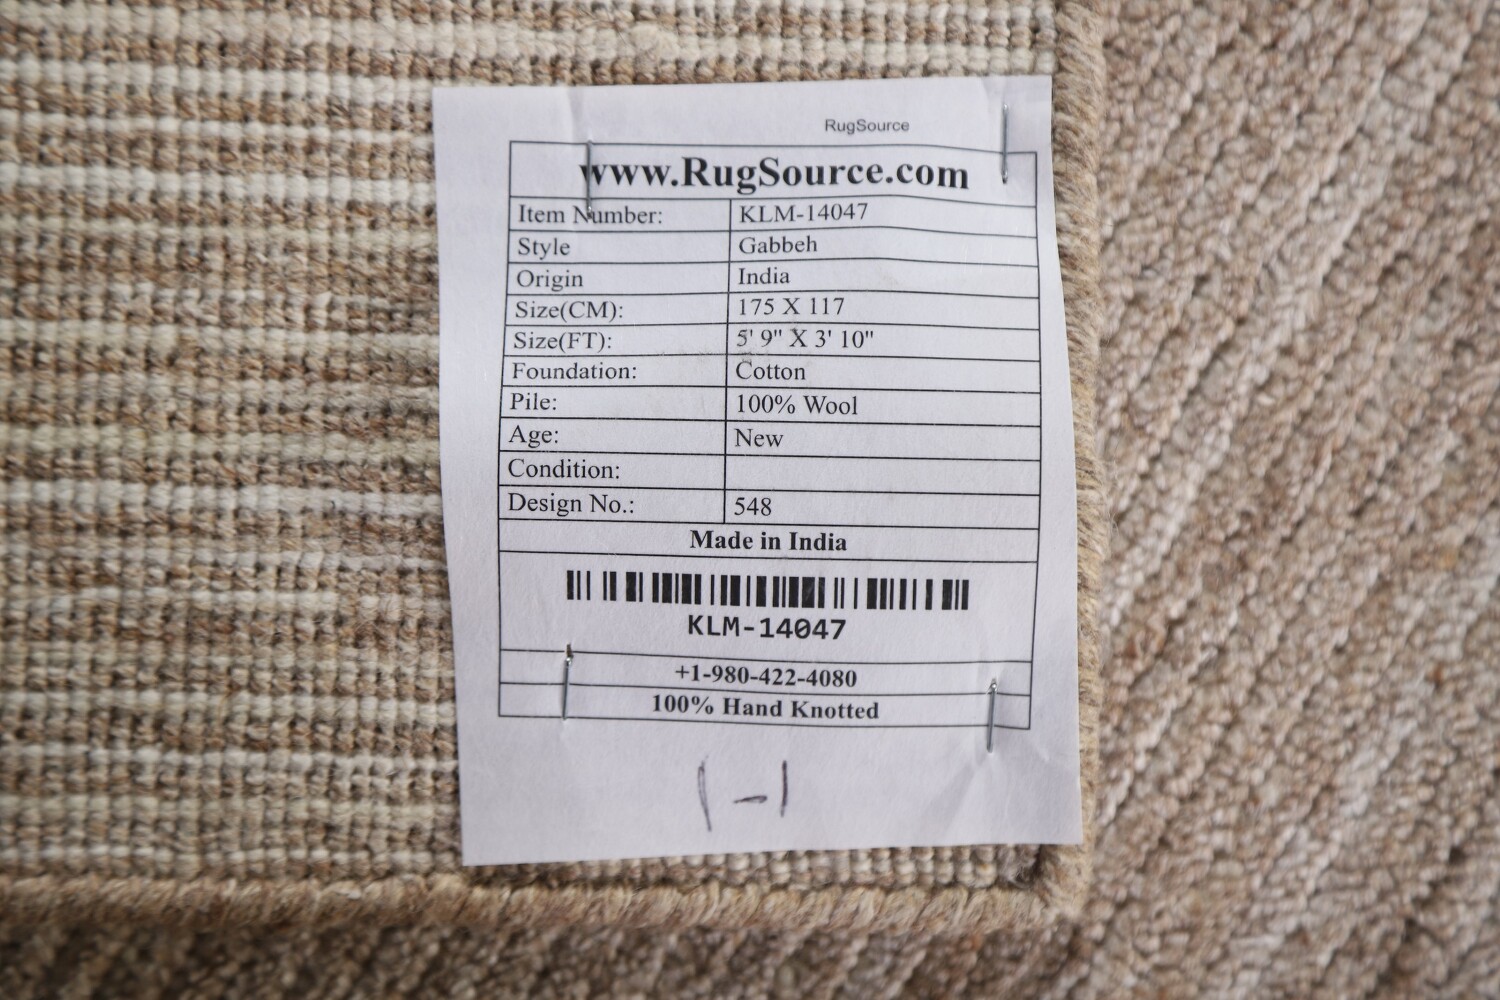 RugSource
www.RugSource.com
Item Number: KLM-14047
Style Gabbeh
Origin India
Size(CM): 175 X 117
Size(FT): 5' 9" X 3' 10"
Foundation: Cotton
Pile: 100% Wool
Age: New
Condition:
Design No.: 548
Made in India
KLM-14047
+1-980-422-4080
100% Hand Knotted
1-1